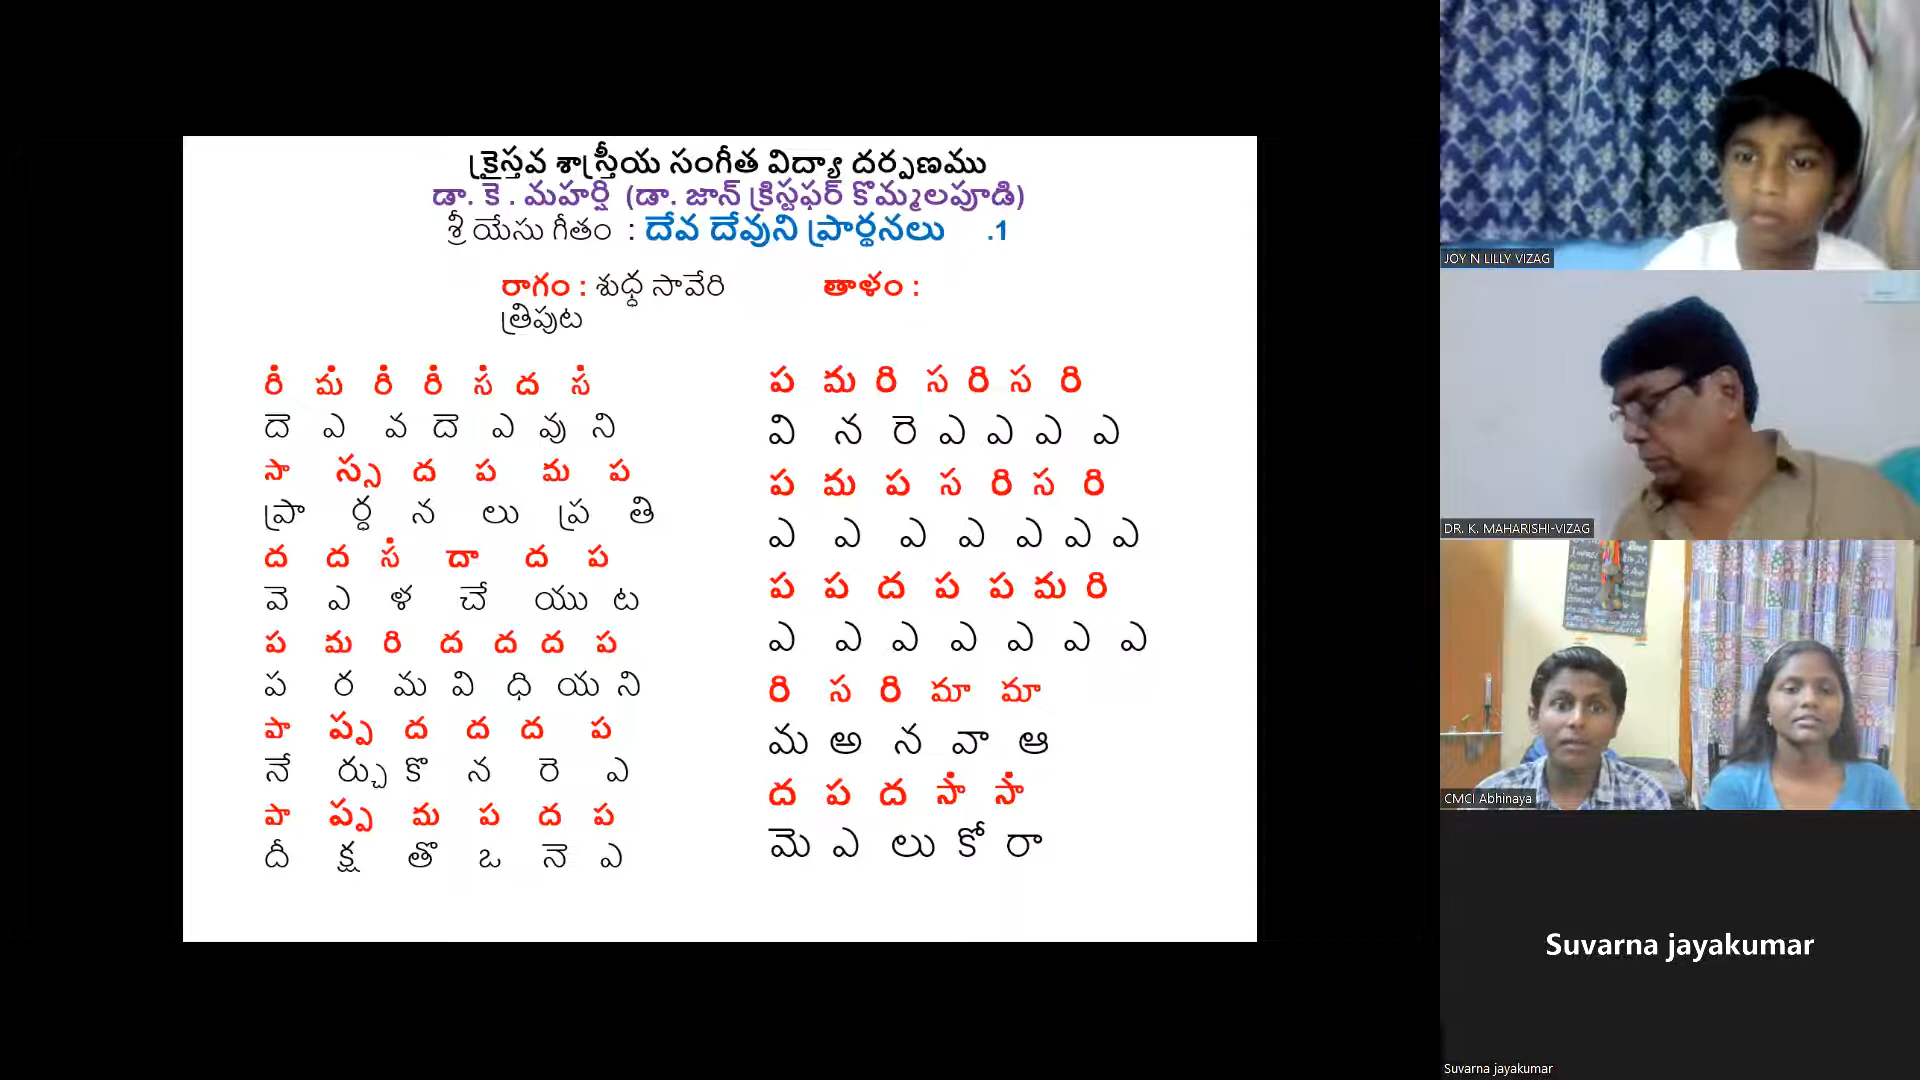 క్రైస్తవ శాస్త్రీయ సంగీత విద్యా దర్పణము
డా. కె . మహర్షి (డా. జాన్ క్రిస్టఫర్ కొమ్మలపూడి)
శ్రీ యేసు గీతం : దేవ దేవుని ప్రార్థనలు .1
రాగం : శుద్ధ సావేరి తాళం :
త్రిపుట
రి̇ మ̇ రి̇ రి̇ స̇ ద స̇
దె ఎ వ దె ఎ వు ని
సా స్స ద ప మ ప
ప్రా ర్ధ న లు ప్ర తి
ద ద స̇ దా ద ప
వె ఎ ళ చే యు ట
ప మ రి ద ద ద ప
ప ర మ వి ధి య ని
పా ప్ప ద ద ద ప
నే ర్చు కొ న రె ఎ
పా ప్ప మ ప ద ప
దీ క్ష తొ ఒ నె ఎ
ప మ రి స రి స రి
వి న రె ఎ ఎ ఎ ఎ
ప మ ప స రి స రి
ఎ ఎ ఎ ఎ ఎ ఎ ఎ
ప ప ద ప ప మ రి
ఎ ఎ ఎ ఎ ఎ ఎ ఎ
రి స రి మా మా
మ అ న వా ఆ
ద ప ద సా̇ సా̇
మె ఎ లు కో రా
JOY N LILLY VIZAG
DR. K. MAHARISHI-VIZAG
CMCI Abhinaya
Suvarna jayakumar
Suvarna jayakumar